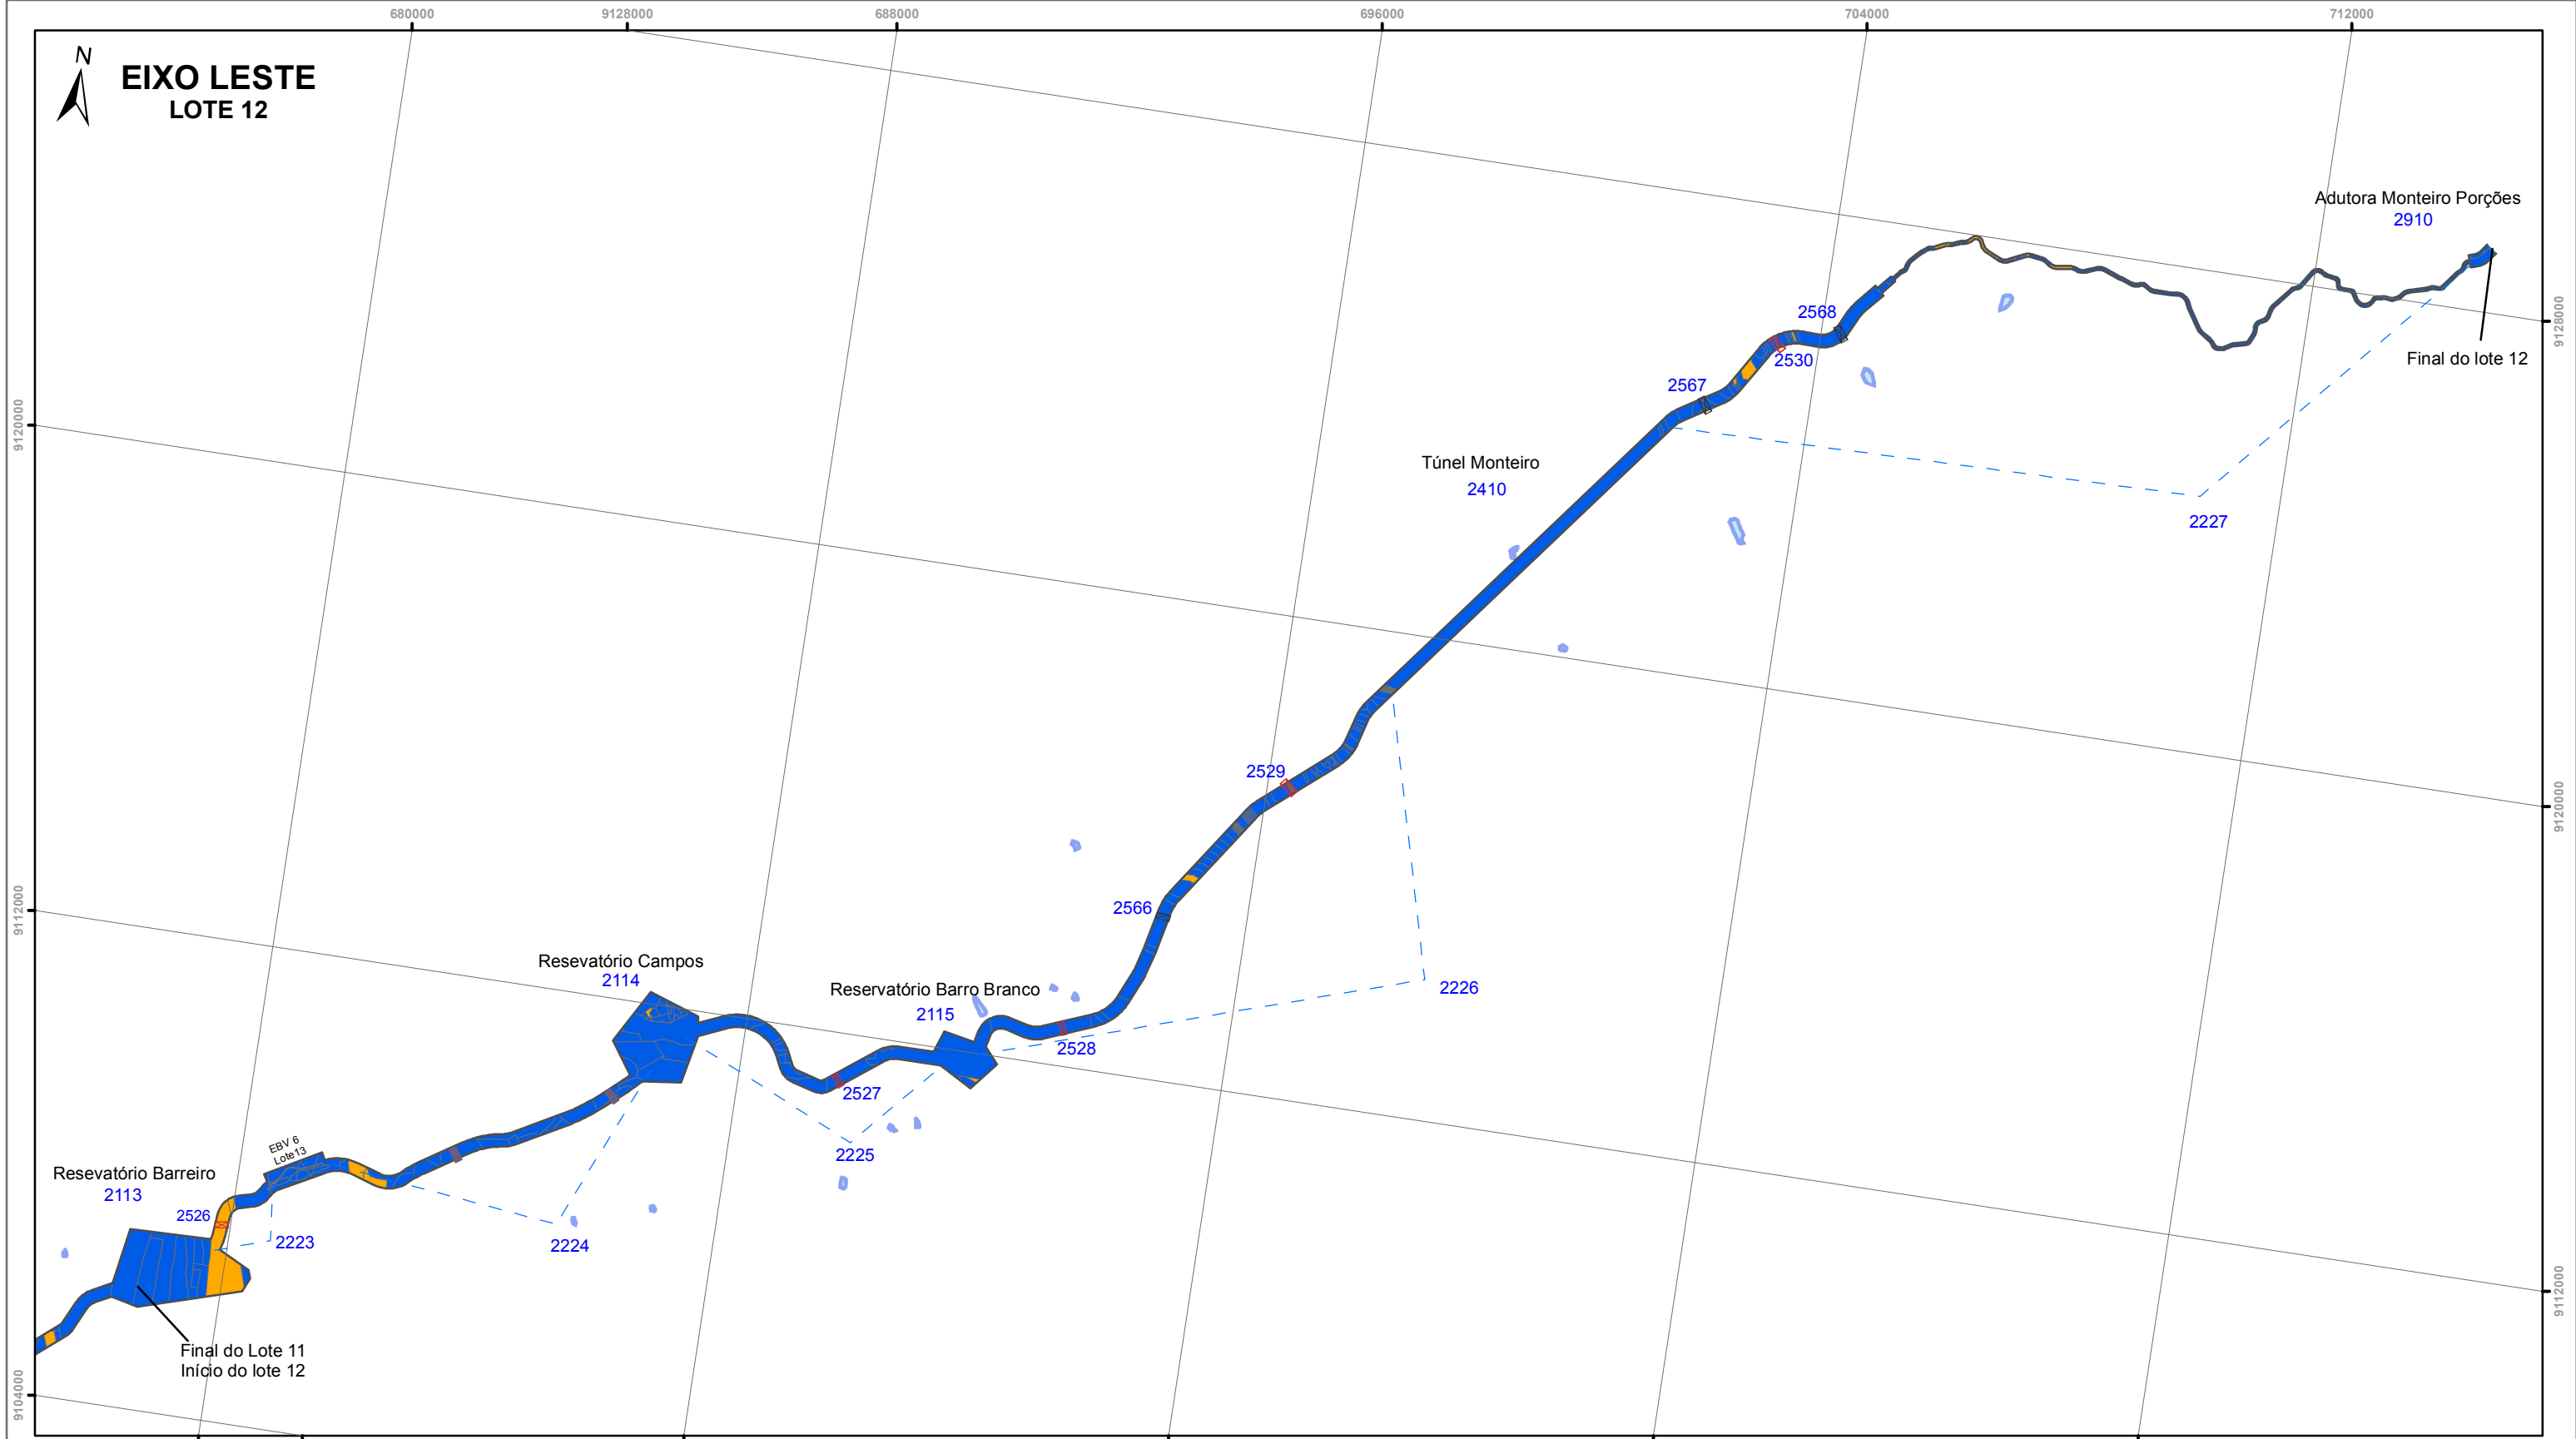 680000
9128000
688000
696000
704000
712000
N
EIXO LESTE
LOTE 12
Adutora Monteiro Porções
2910
9128000
2568
2530
Final do lote 12
2567
9120000
Túnel Monteiro
2410
2227
2529
9120000
9112000
2566
Resevatório Campos
2114
Reservatório Barro Branco
2115
2226
2528
2527
EBV 6
Lote13
2225
Resevatório Barreiro
2113
2526
2223
2224
9112000
Final do Lote 11
Início do lote 12
9104000